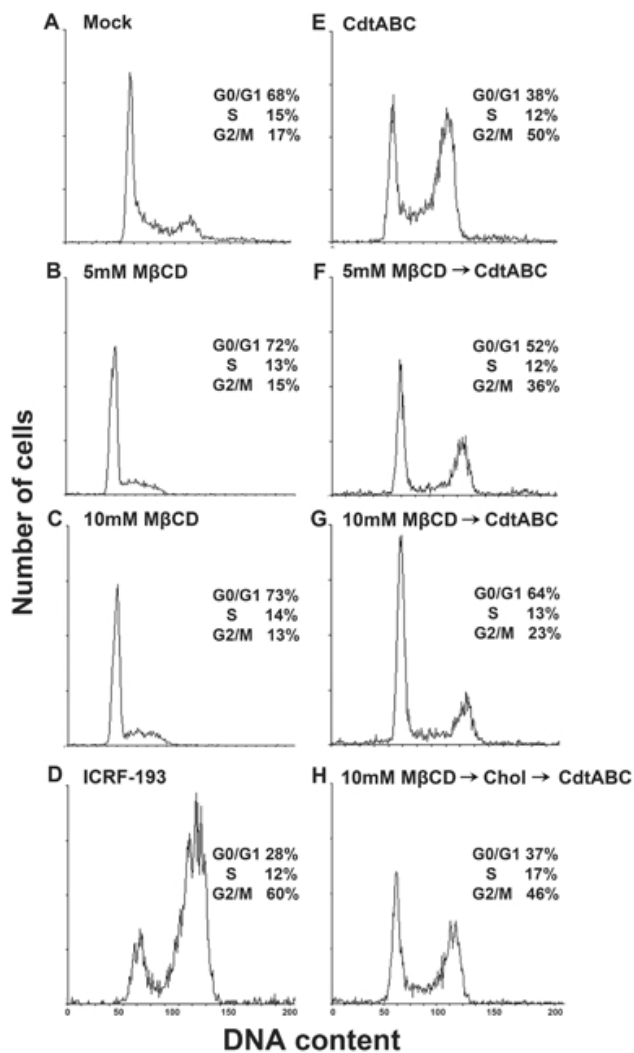 A Mock
G0/G1 68%
S 15%
G2/M 17%
E CdtABC
G0/G1 38%
S 12%
G2/M 50%
B 5mM MβCD
G0/G1 72%
S 13%
G2/M 15%
F 5mM MβCD → CdtABC
G0/G1 52%
S 12%
G2/M 36%
C 10mM MβCD
G0/G1 73%
S 14%
G2/M 13%
G 10mM MβCD → CdtABC
G0/G1 64%
S 13%
G2/M 23%
D ICRF-193
G0/G1 28%
S 12%
G2/M 60%
H 10mM MβCD → Chol → CdtABC
G0/G1 37%
S 17%
G2/M 46%
Number of cells
0 50 100 150 200
0 50 100 150 200
DNA content